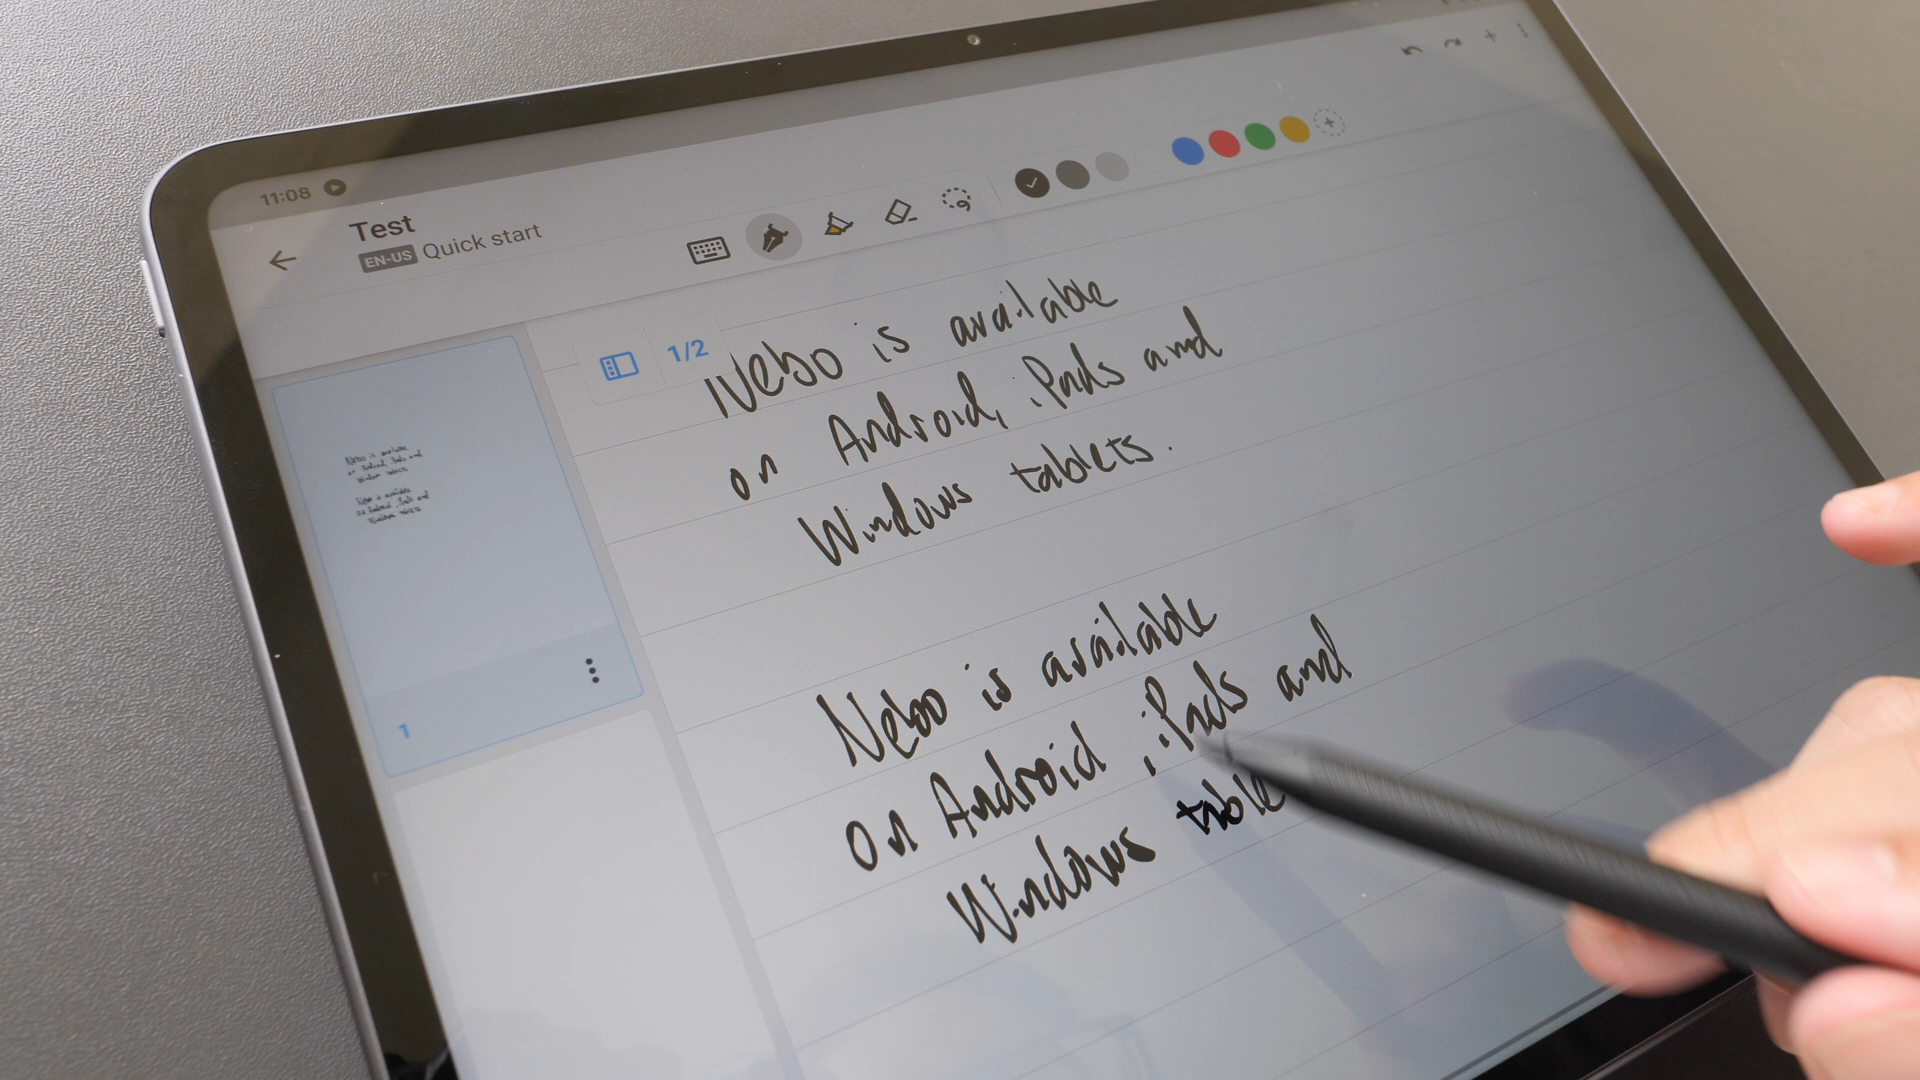 11:08
Test
EN-US Quick start
1/2
Nebo is available
on Android, iPads and
Windows tablets.
Nebo is available
on Android, iPads and
Windows table
1